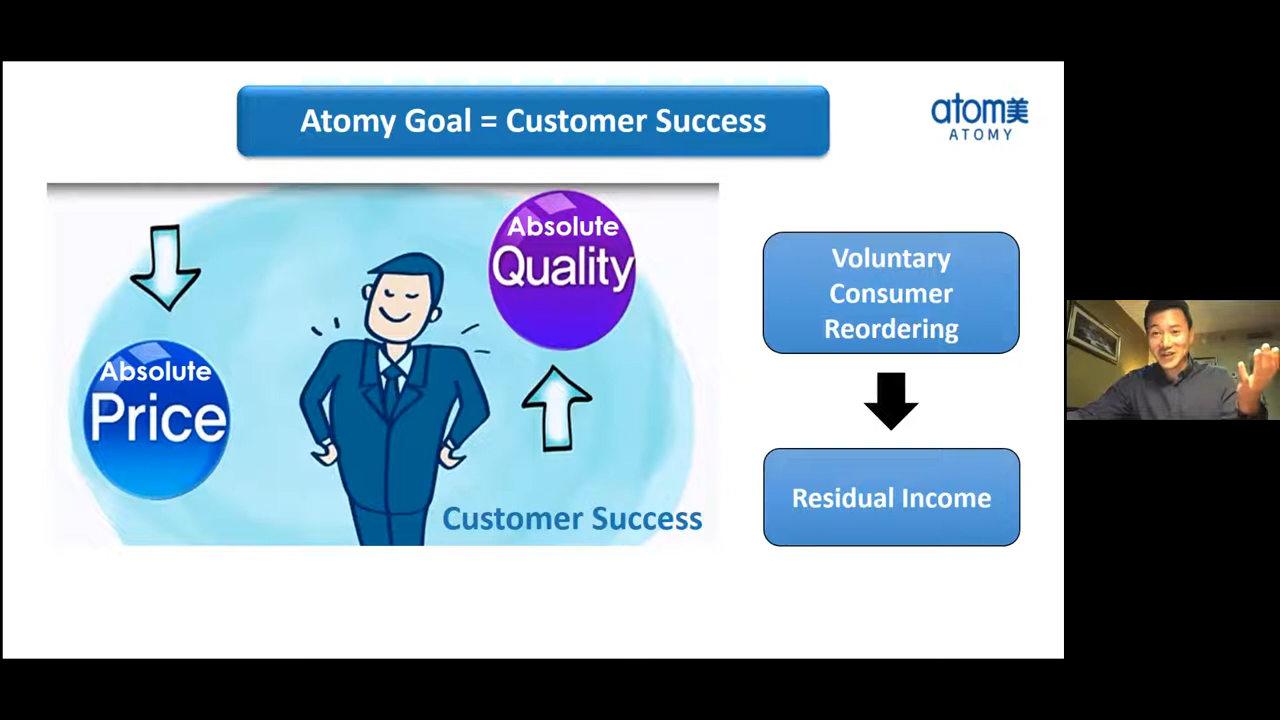 Atomy Goal = Customer Success
atom美
ATOMY
Absolute
Quality
Absolute
Price
Customer Success
Voluntary
Consumer
Reordering
Residual Income